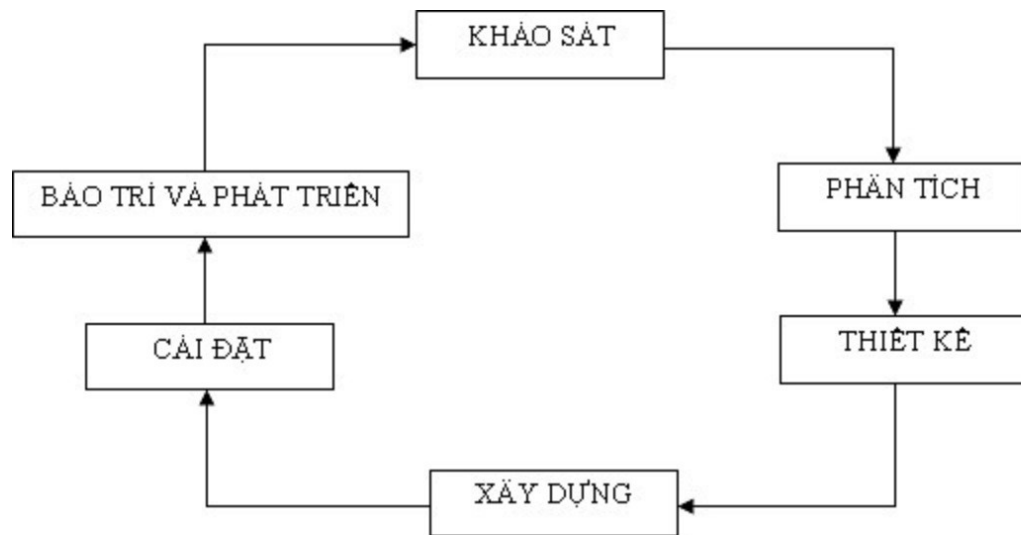 KHẢO SÁT
BẢO TRÌ VÀ PHÁT TRIỂN
PHÂN TÍCH
CÀI ĐẶT
THIẾT KẾ
XÂY DỰNG